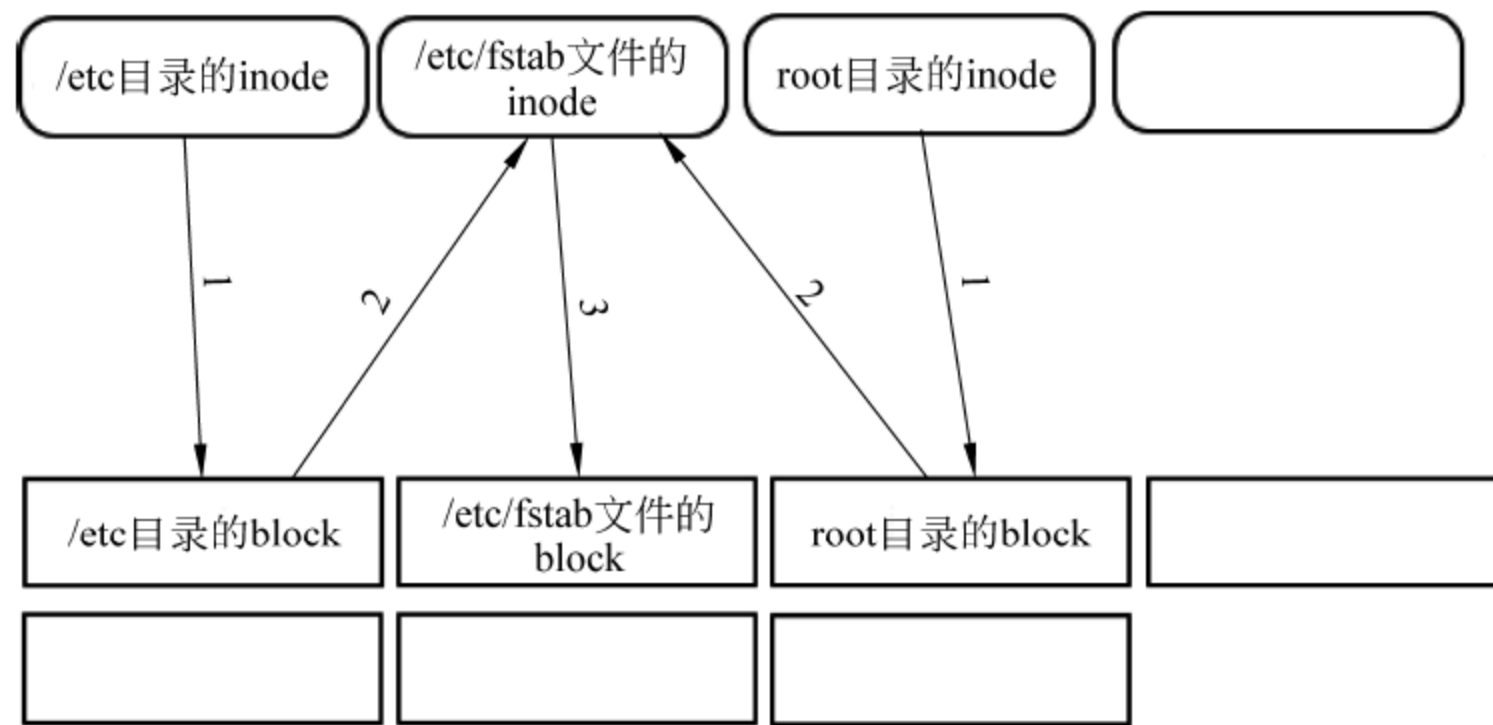 /etc目录的inode
/etc/fstab文件的
inode
root目录的inode
1
2
3
2
1
/etc目录的block
/etc/fstab文件的
block
root目录的block